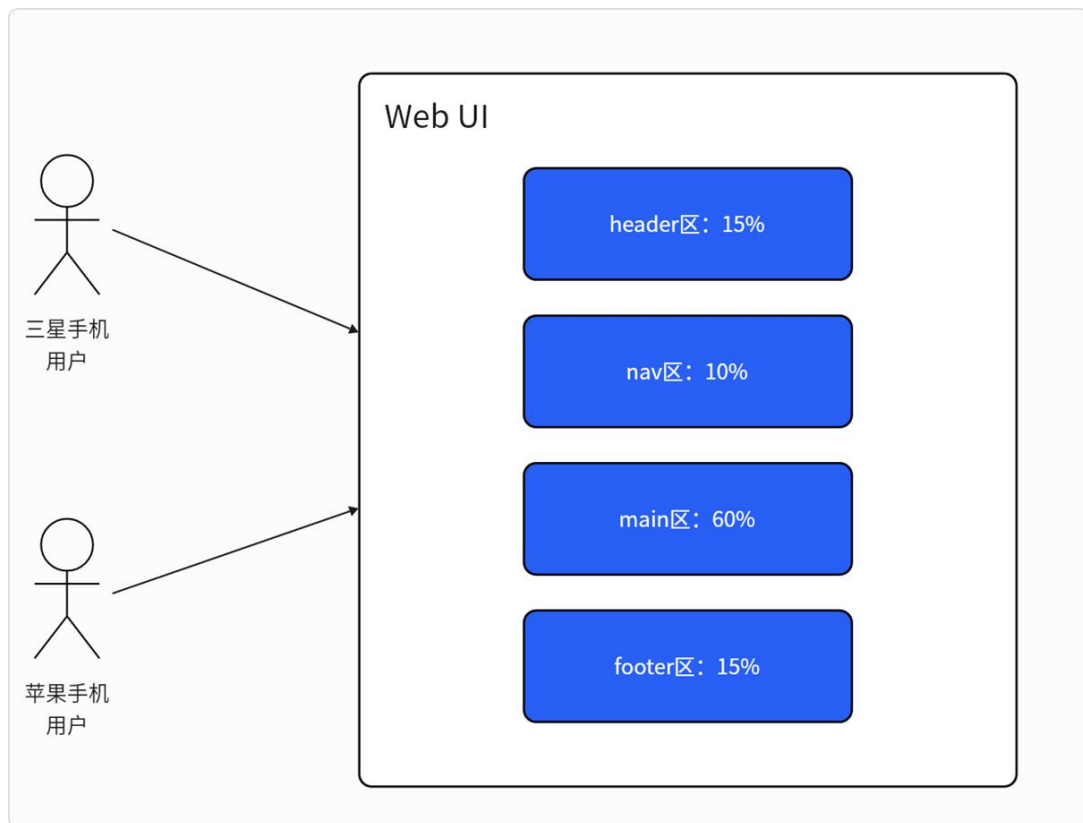 Web UI
header区：15%
nav区：10%
main区：60%
footer区：15%
三星手机
用户
苹果手机
用户